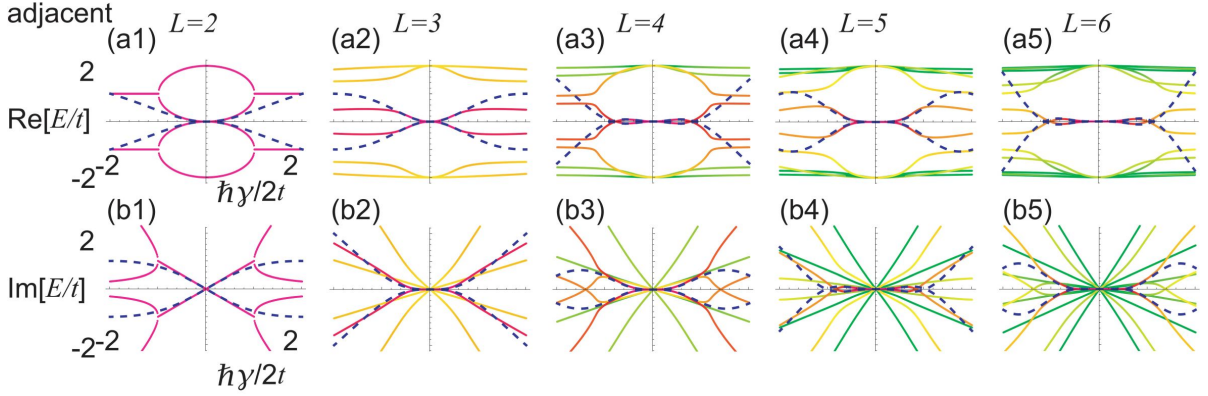 adjacent
(a1) L=2 (a2) L=3 (a3) L=4 (a4) L=5 (a5) L=6
2
Re[E/t]
-2 -2 2
ħγ/2t
(b1) (b2) (b3) (b4) (b5)
2
Im[E/t]
-2 -2 2
ħγ/2t